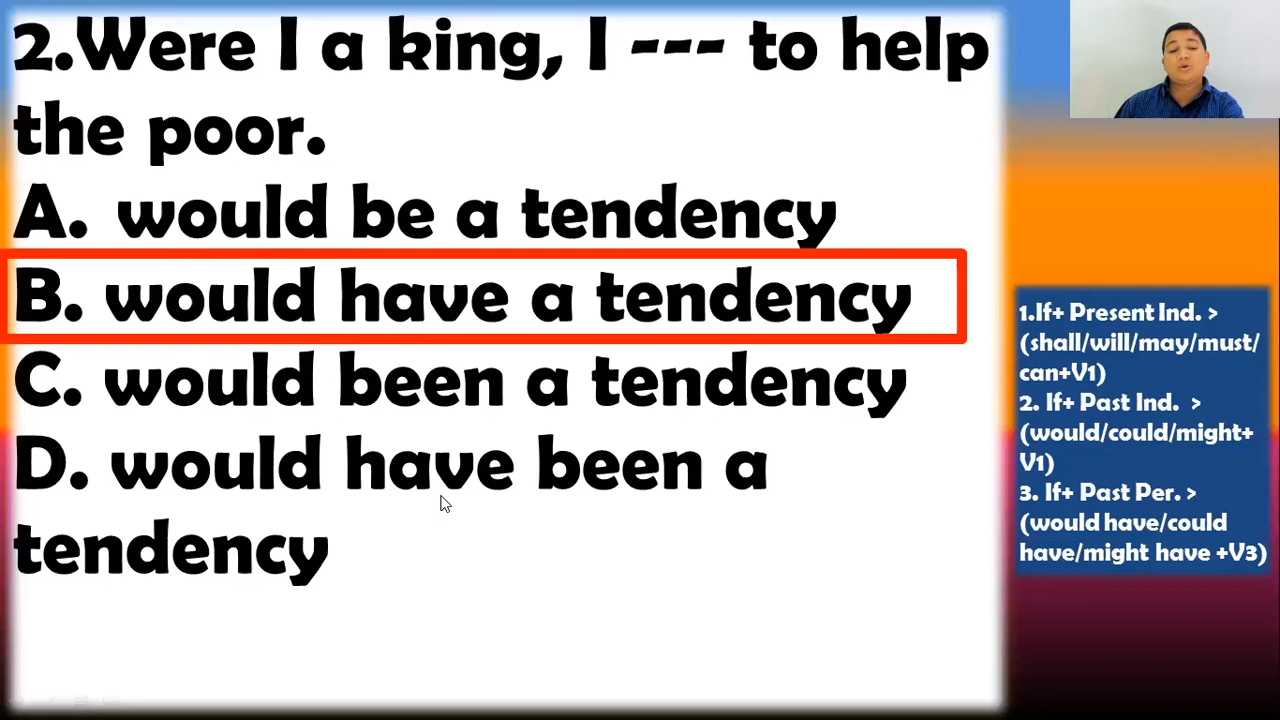 2.Were I a king, I --- to help
the poor.
A. would be a tendency
B. would have a tendency
C. would been a tendency
D. would have been a
tendency
1.If+ Present Ind. >
(shall/will/may/must/
can+V1)
2. If+ Past Ind. >
(would/could/might+
V1)
3. If+ Past Per. >
(would have/could
have/might have +V3)